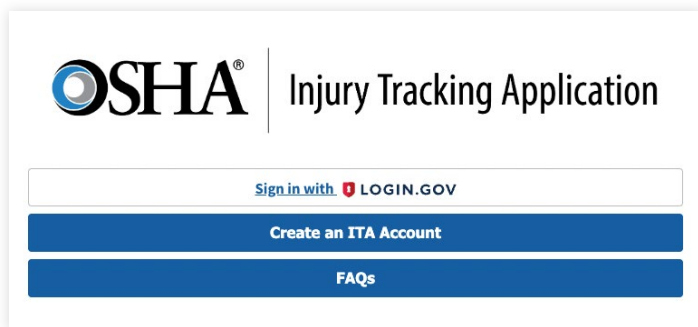 OSHA® Injury Tracking Application
Sign in with LOGIN.GOV
Create an ITA Account
FAQs